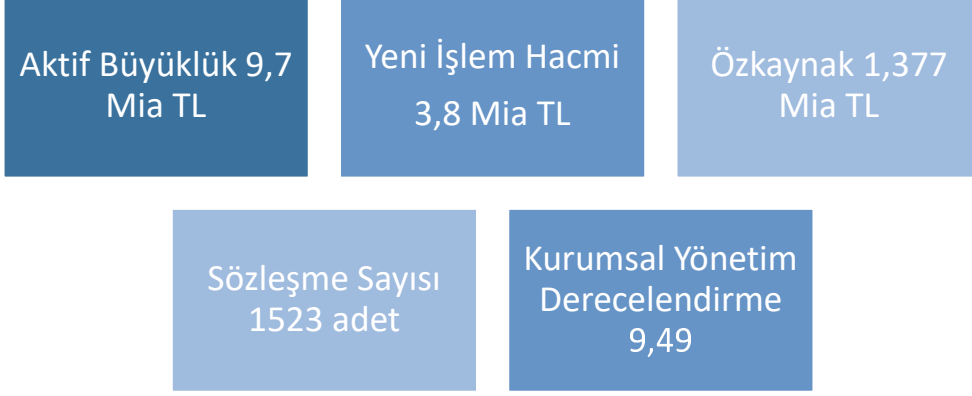 Aktif Büyüklük 9,7
Mia TL
Yeni İşlem Hacmi
3,8 Mia TL
Özkaynak 1,377
Mia TL
Sözleşme Sayısı
1523 adet
Kurumsal Yönetim
Derecelendirme
9,49